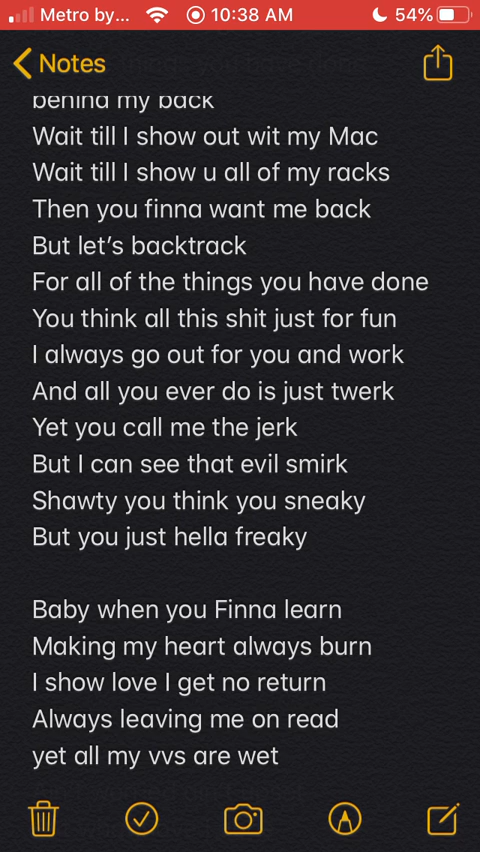 Metro by... 10:38 AM 54%
Notes
behind my back
Wait till I show out wit my Mac
Wait till I show u all of my racks
Then you finna want me back
But let's backtrack
For all of the things you have done
You think all this shit just for fun
I always go out for you and work
And all you ever do is just twerk
Yet you call me the jerk
But I can see that evil smirk
Shawty you think you sneaky
But you just hella freaky
Baby when you Finna learn
Making my heart always burn
I show love I get no return
Always leaving me on read
yet all my vvs are wet